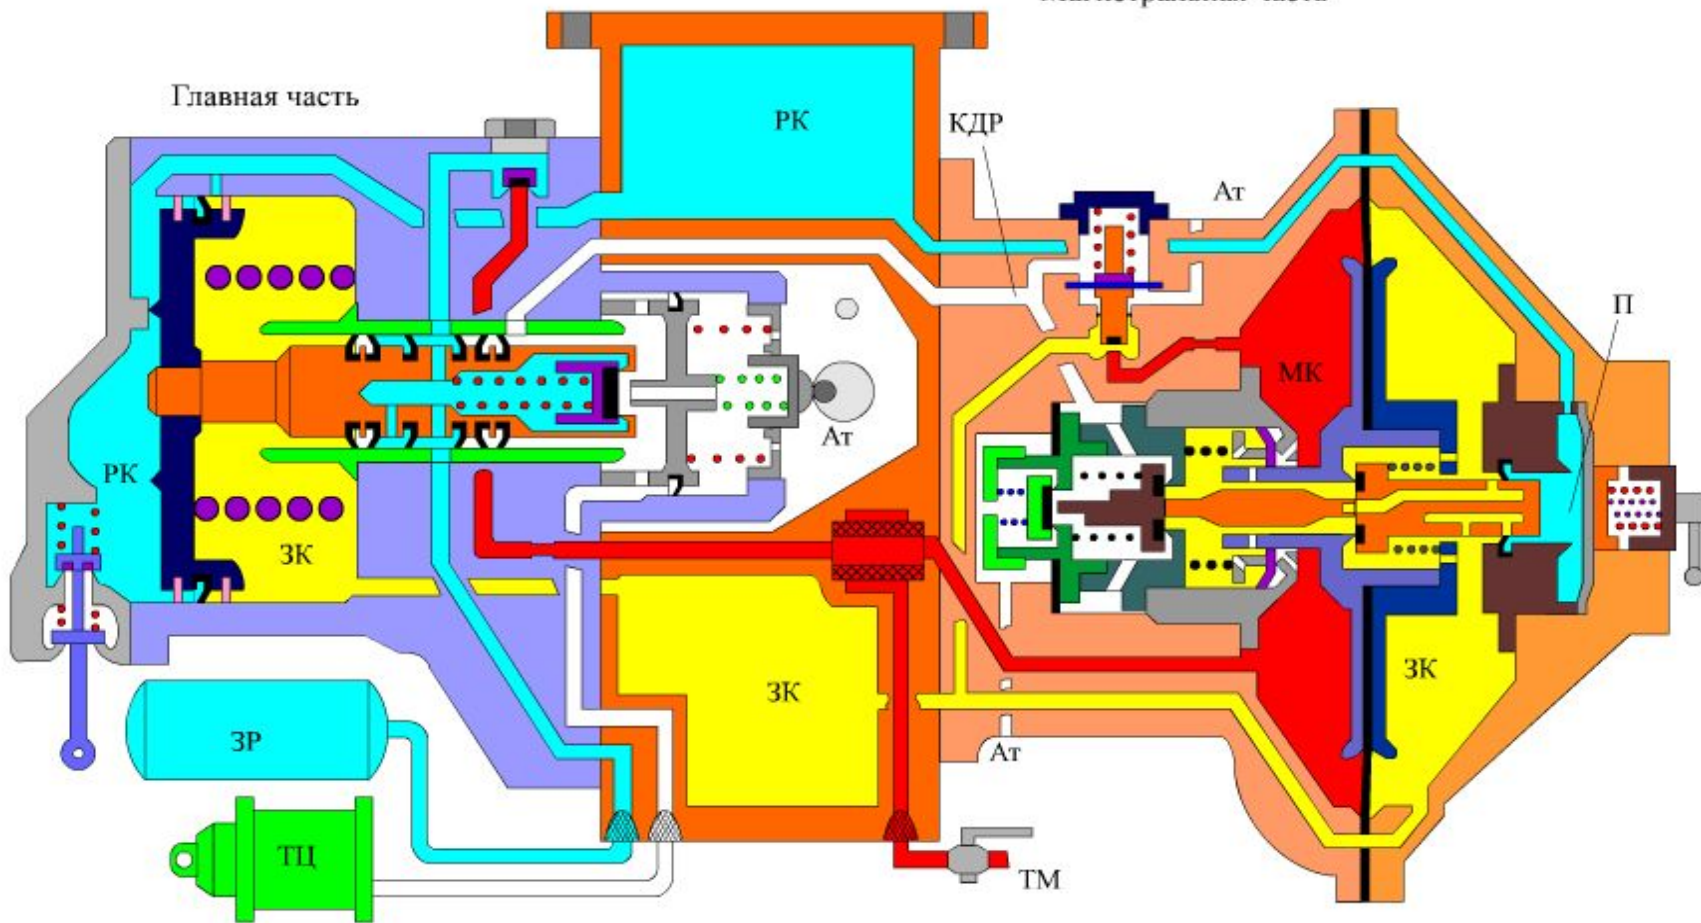 Главная часть
РК
КДР
Ат
П
МК
Ат
РК
ЗК
ЗК
ЗК
ЗР
Ат
ТЦ
ТМ